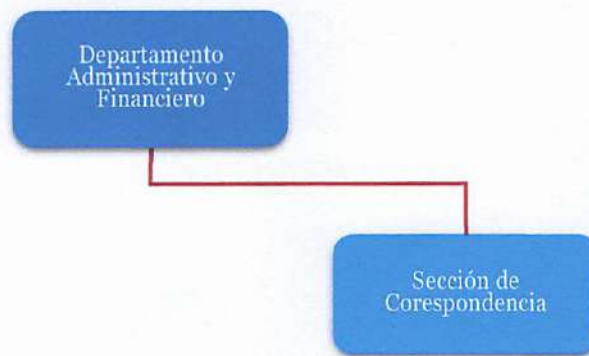 Departamento
Administrativo y
Financiero
Sección de
Corespondencia